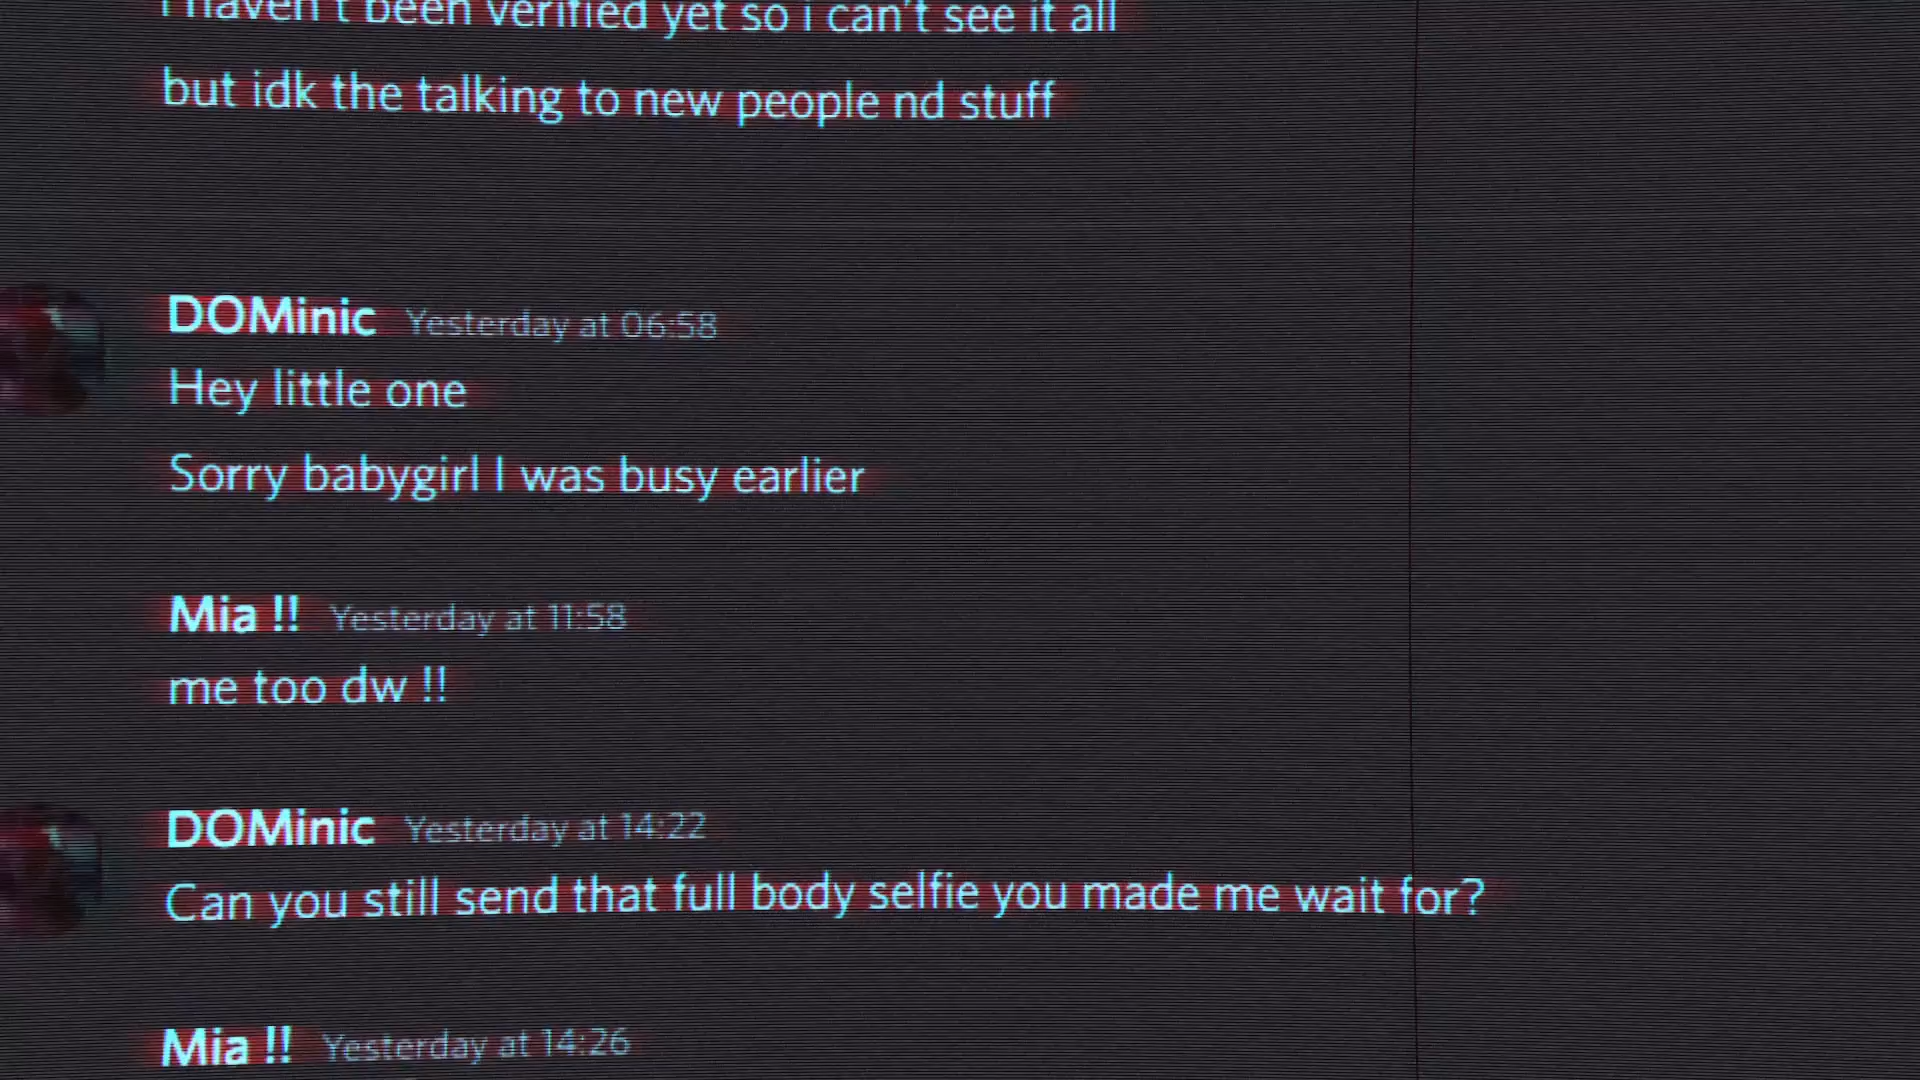 i haven't been verified yet so i can't see it all
but idk the talking to new people nd stuff
DOMinic Yesterday at 06:58
Hey little one
Sorry babygirl I was busy earlier
Mia !! Yesterday at 11:58
me too dw !!
DOMinic Yesterday at 14:22
Can you still send that full body selfie you made me wait for?
Mia !! Yesterday at 14:26